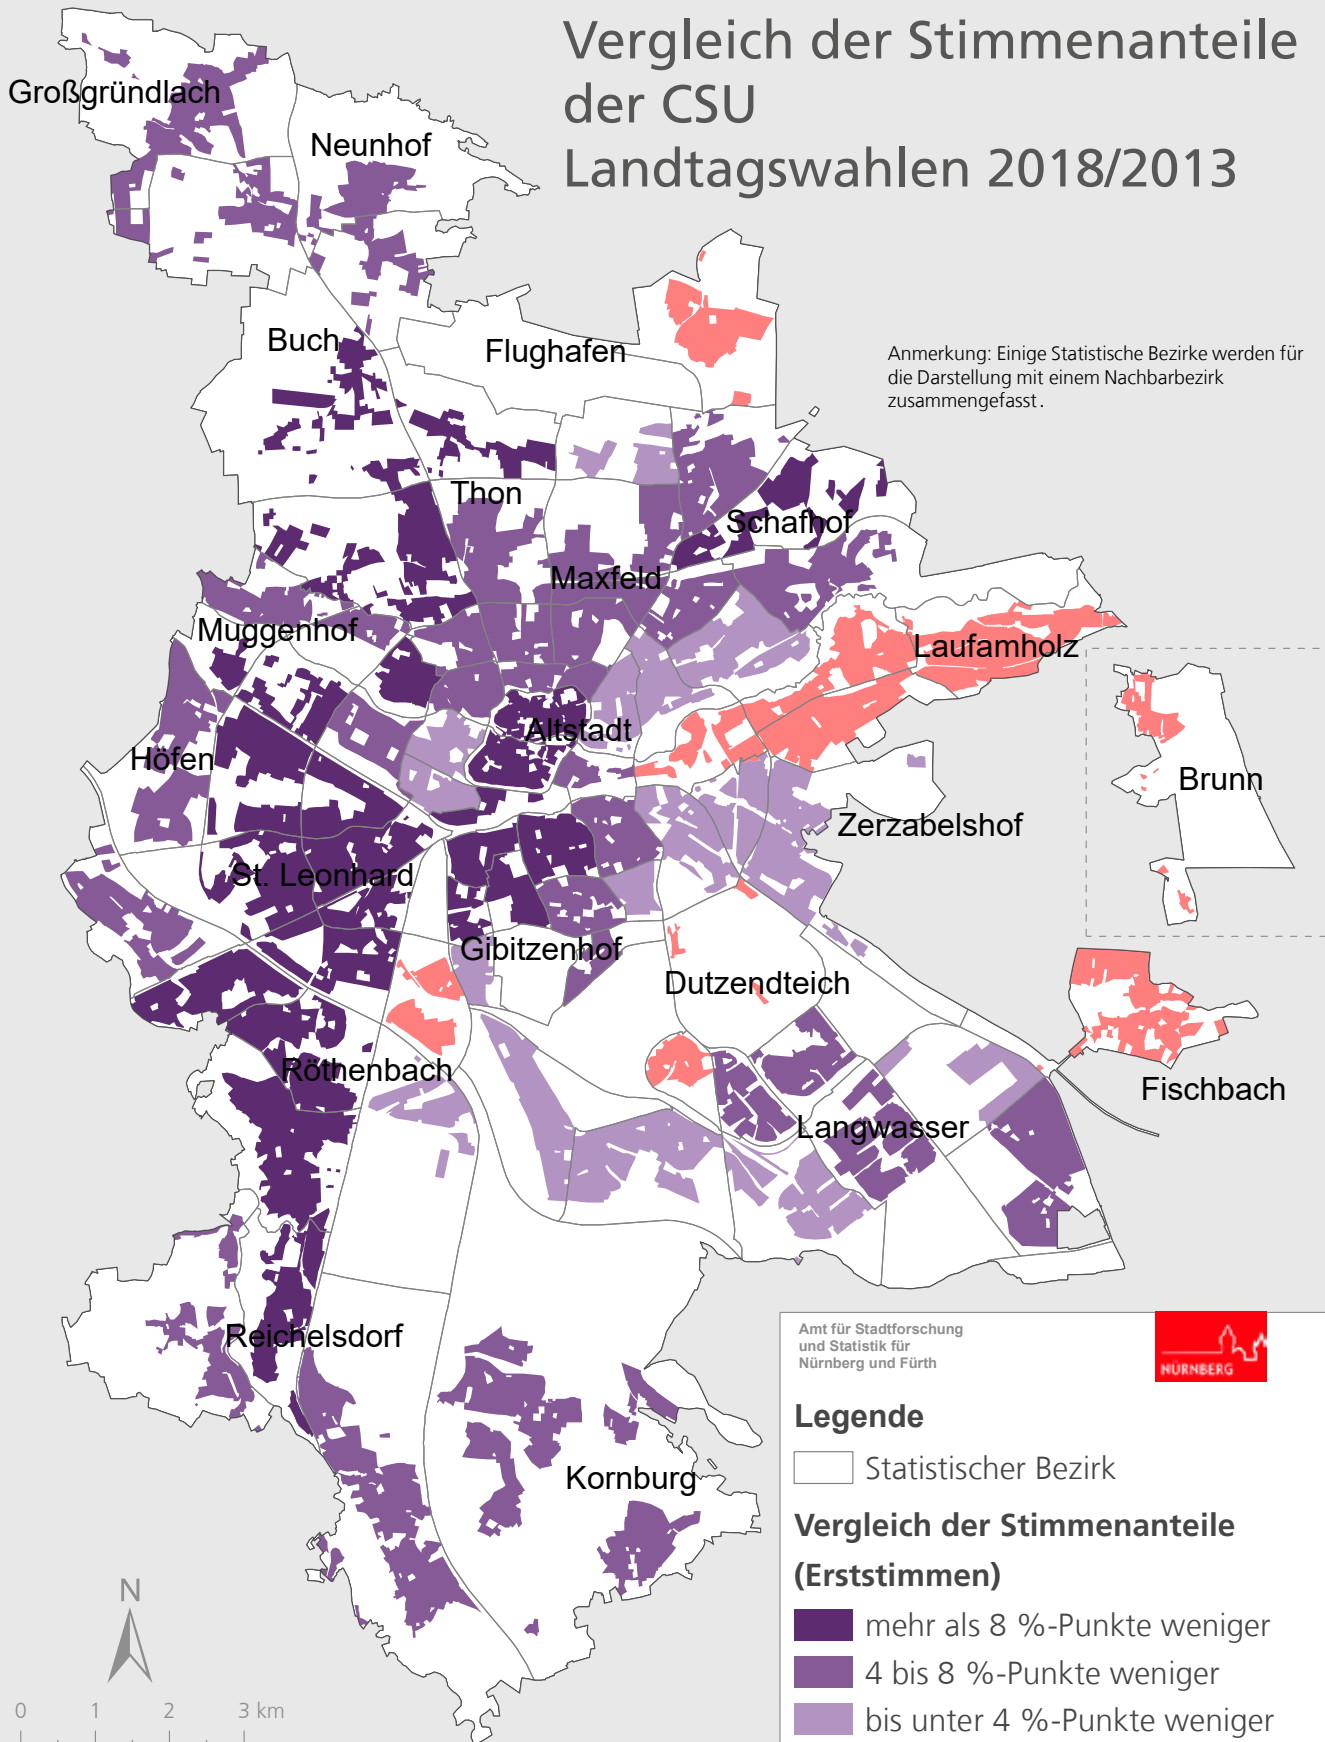 Vergleich der Stimmenanteile
der CSU
Landtagswahlen 2018/2013
Großgründlach
Neunhof
Buch
Flughafen
Anmerkung: Einige Statistische Bezirke werden für
die Darstellung mit einem Nachbarbezirk
zusammengefasst.
Thon
Schafhof
Maxfeld
Muggenhof
Laufamholz
Altstadt
Höfen
Brunn
Zerzabelshof
St. Leonhard
Gibitzenhof
Dutzendteich
Röthenbach
Fischbach
Langwasser
Reichelsdorf
Kornburg
Amt für Stadtforschung
und Statistik für
Nürnberg und Fürth
NÜRNBERG
Legende
Statistischer Bezirk
Vergleich der Stimmenanteile
(Erststimmen)
mehr als 8 %-Punkte weniger
4 bis 8 %-Punkte weniger
bis unter 4 %-Punkte weniger
N
0 1 2 3 km